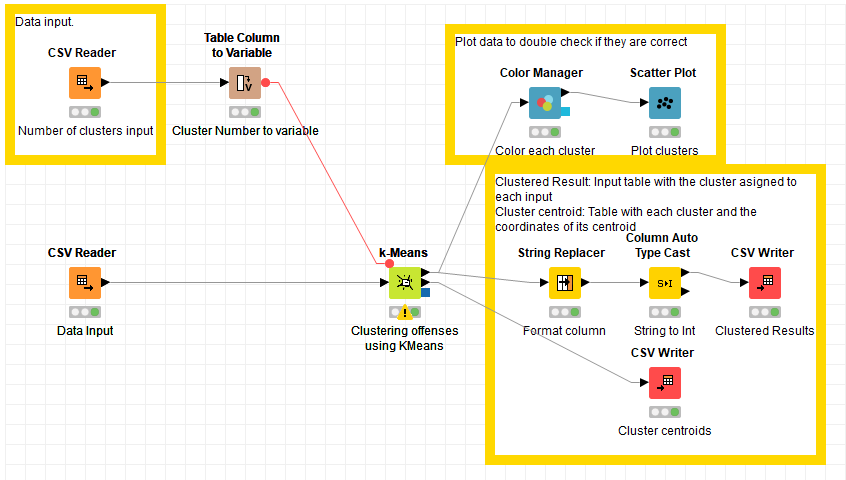 Data input.
CSV Reader
Number of clusters input
Table Column
to Variable
V
Cluster Number to variable
Plot data to double check if they are correct
Color Manager
Color each cluster
Scatter Plot
Plot clusters
CSV Reader
Data Input
k-Means
Clustering offenses
using KMeans
Clustered Result: Input table with the cluster asigned to
each input
Cluster centroid: Table with each cluster and the
coordinates of its centroid
String Replacer
Format column
Column Auto
Type Cast
S I
String to Int
CSV Writer
Clustered Results
CSV Writer
Cluster centroids